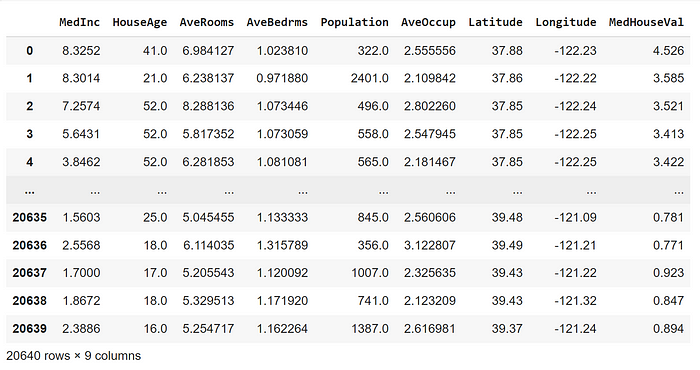 MedInc HouseAge AveRooms AveBedrms Population AveOccup Latitude Longitude MedHouseVal
0 8.3252 41.0 6.984127 1.023810 322.0 2.555556 37.88 -122.23 4.526
1 8.3014 21.0 6.238137 0.971880 2401.0 2.109842 37.86 -122.22 3.585
2 7.2574 52.0 8.288136 1.073446 496.0 2.802260 37.85 -122.24 3.521
3 5.6431 52.0 5.817352 1.073059 558.0 2.547945 37.85 -122.25 3.413
4 3.8462 52.0 6.281853 1.081081 565.0 2.181467 37.85 -122.25 3.422
... ... ... ... ... ... ... ... ... ...
20635 1.5603 25.0 5.045455 1.133333 845.0 2.560606 39.48 -121.09 0.781
20636 2.5568 18.0 6.114035 1.315789 356.0 3.122807 39.49 -121.21 0.771
20637 1.7000 17.0 5.205543 1.120092 1007.0 2.325635 39.43 -121.22 0.923
20638 1.8672 18.0 5.329513 1.171920 741.0 2.123209 39.43 -121.32 0.847
20639 2.3886 16.0 5.254717 1.162264 1387.0 2.616981 39.37 -121.24 0.894
20640 rows × 9 columns